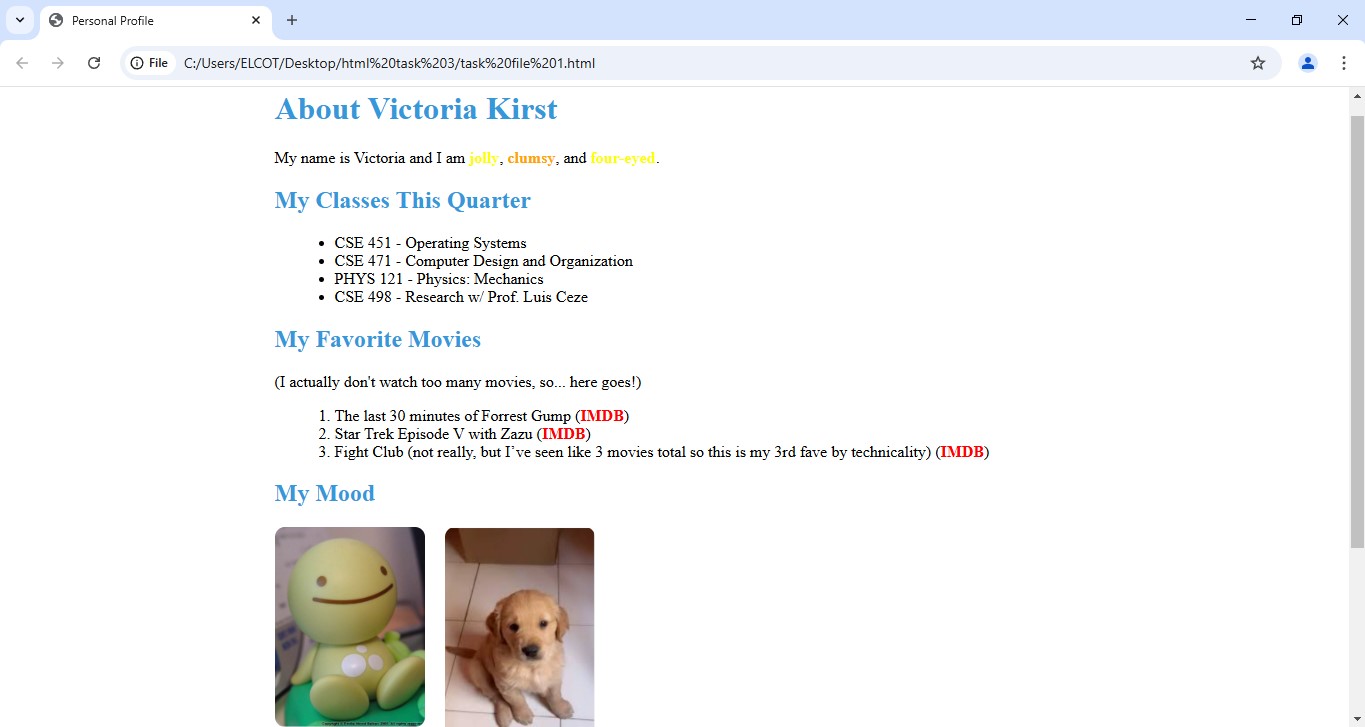 Personal Profile
File
C:/Users/ELCOT/Desktop/html%20task%203/task%20file%201.html
About Victoria Kirst
My name is Victoria and I am jolly, clumsy, and four-eyed.
My Classes This Quarter
CSE 451 - Operating Systems
CSE 471 - Computer Design and Organization
PHYS 121 - Physics: Mechanics
CSE 498 - Research w/ Prof. Luis Ceze
My Favorite Movies
(I actually don't watch too many movies, so... here goes!)
1. The last 30 minutes of Forrest Gump (IMDB)
2. Star Trek Episode V with Zazu (IMDB)
3. Fight Club (not really, but I’ve seen like 3 movies total so this is my 3rd fave by technicality) (IMDB)
My Mood